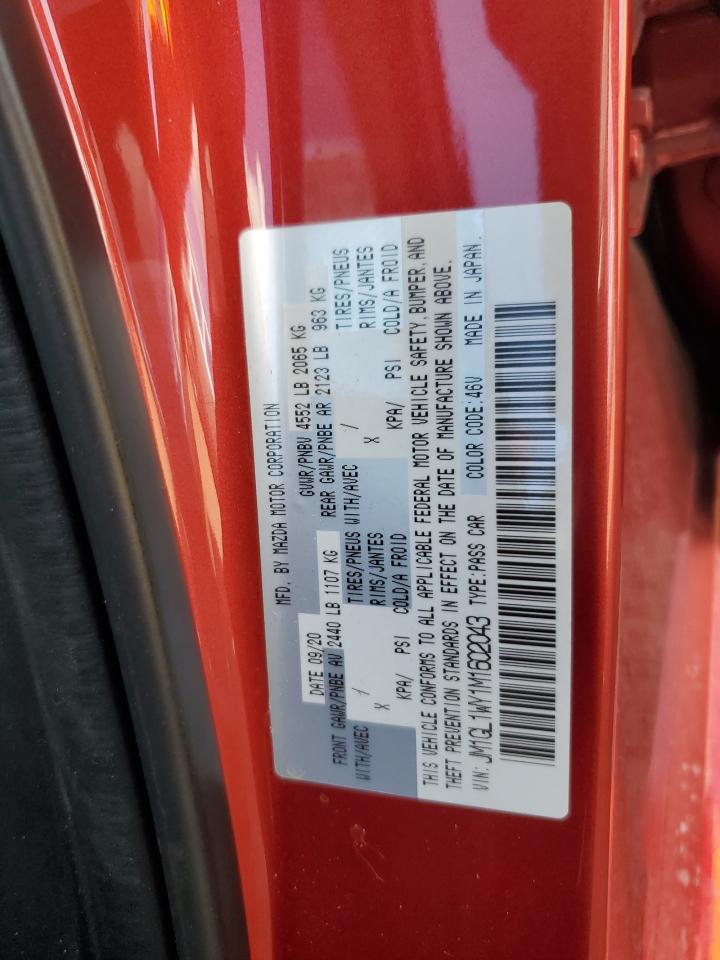 MFD. BY MAZDA MOTOR CORPORATION
DATE 09/20 GVWR/PNBV 4552 LB 2065 KG
FRONT GAWR/PNBE AV 2440 LB 1107 KG REAR GAWR/PNBE AR 2123 LB 963 KG
WITH/AVEC / TIRES/PNEUS WITH/AVEC / TIRES/PNEUS
X RIMS/JANTES X RIMS/JANTES
KPA/ PSI COLD/A FROID KPA/ PSI COLD/A FROID
THIS VEHICLE CONFORMS TO ALL APPLICABLE FEDERAL MOTOR VEHICLE SAFETY, BUMPER, AND
THEFT PREVENTION STANDARDS IN EFFECT ON THE DATE OF MANUFACTURE SHOWN ABOVE.
VIN: JM1GL1WY1M1602043 TYPE:PASS CAR COLOR CODE:46V MADE IN JAPAN.